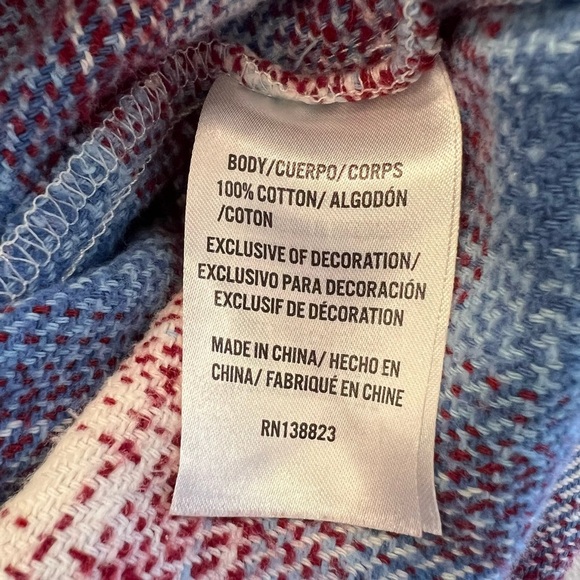 BODY/CUERPO/CORPS
100% COTTON/ ALGODÓN
/COTON
EXCLUSIVE OF DECORATION/
EXCLUSIVO PARA DECORACIÓN
EXCLUSIF DE DÉCORATION
MADE IN CHINA/ HECHO EN
CHINA/ FABRIQUÉ EN CHINE
RN138823